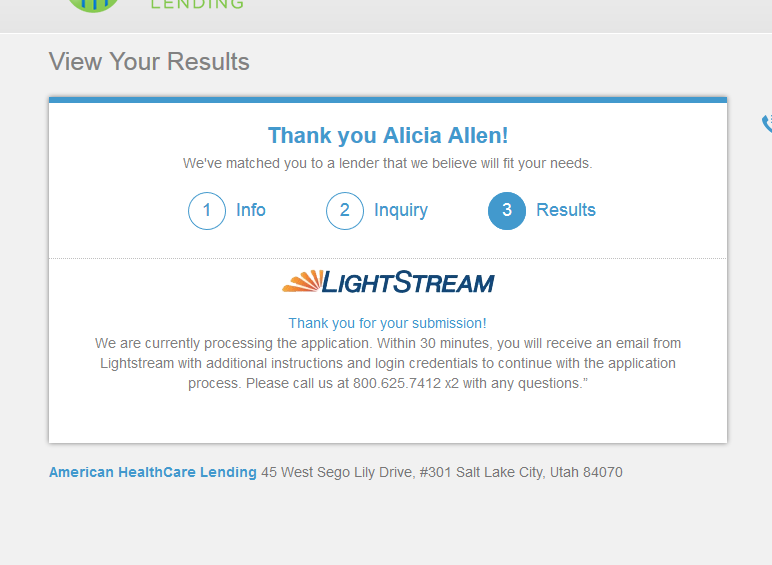 LENDING
View Your Results
Thank you Alicia Allen!
We've matched you to a lender that we believe will fit your needs.
1 Info 2 Inquiry 3 Results
LIGHTSTREAM
Thank you for your submission!
We are currently processing the application. Within 30 minutes, you will receive an email from
Lightstream with additional instructions and login credentials to continue with the application
process. Please call us at 800.625.7412 x2 with any questions.”
American HealthCare Lending 45 West Sego Lily Drive, #301 Salt Lake City, Utah 84070